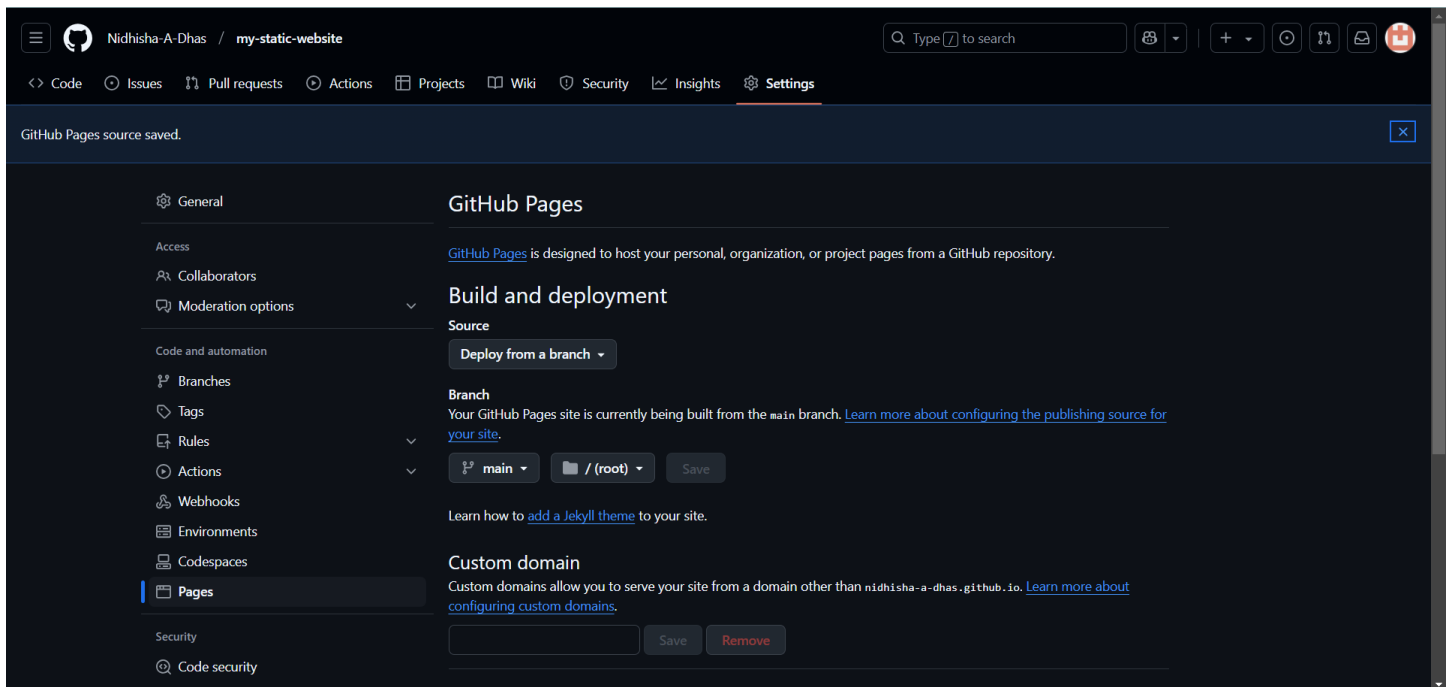 Nidhisha-A-Dhas / my-static-website
Type / to search
Code Issues Pull requests Actions Projects Wiki Security Insights Settings
GitHub Pages source saved.
General
Access
Collaborators
Moderation options
Code and automation
Branches
Tags
Rules
Actions
Webhooks
Environments
Codespaces
Pages
Security
Code security
GitHub Pages
GitHub Pages is designed to host your personal, organization, or project pages from a GitHub repository.
Build and deployment
Source
Deploy from a branch
Branch
Your GitHub Pages site is currently being built from the main branch. Learn more about configuring the publishing source for
your site.
main / (root) Save
Learn how to add a Jekyll theme to your site.
Custom domain
Custom domains allow you to serve your site from a domain other than nidhisha-a-dhas.github.io. Learn more about
configuring custom domains.
Save Remove